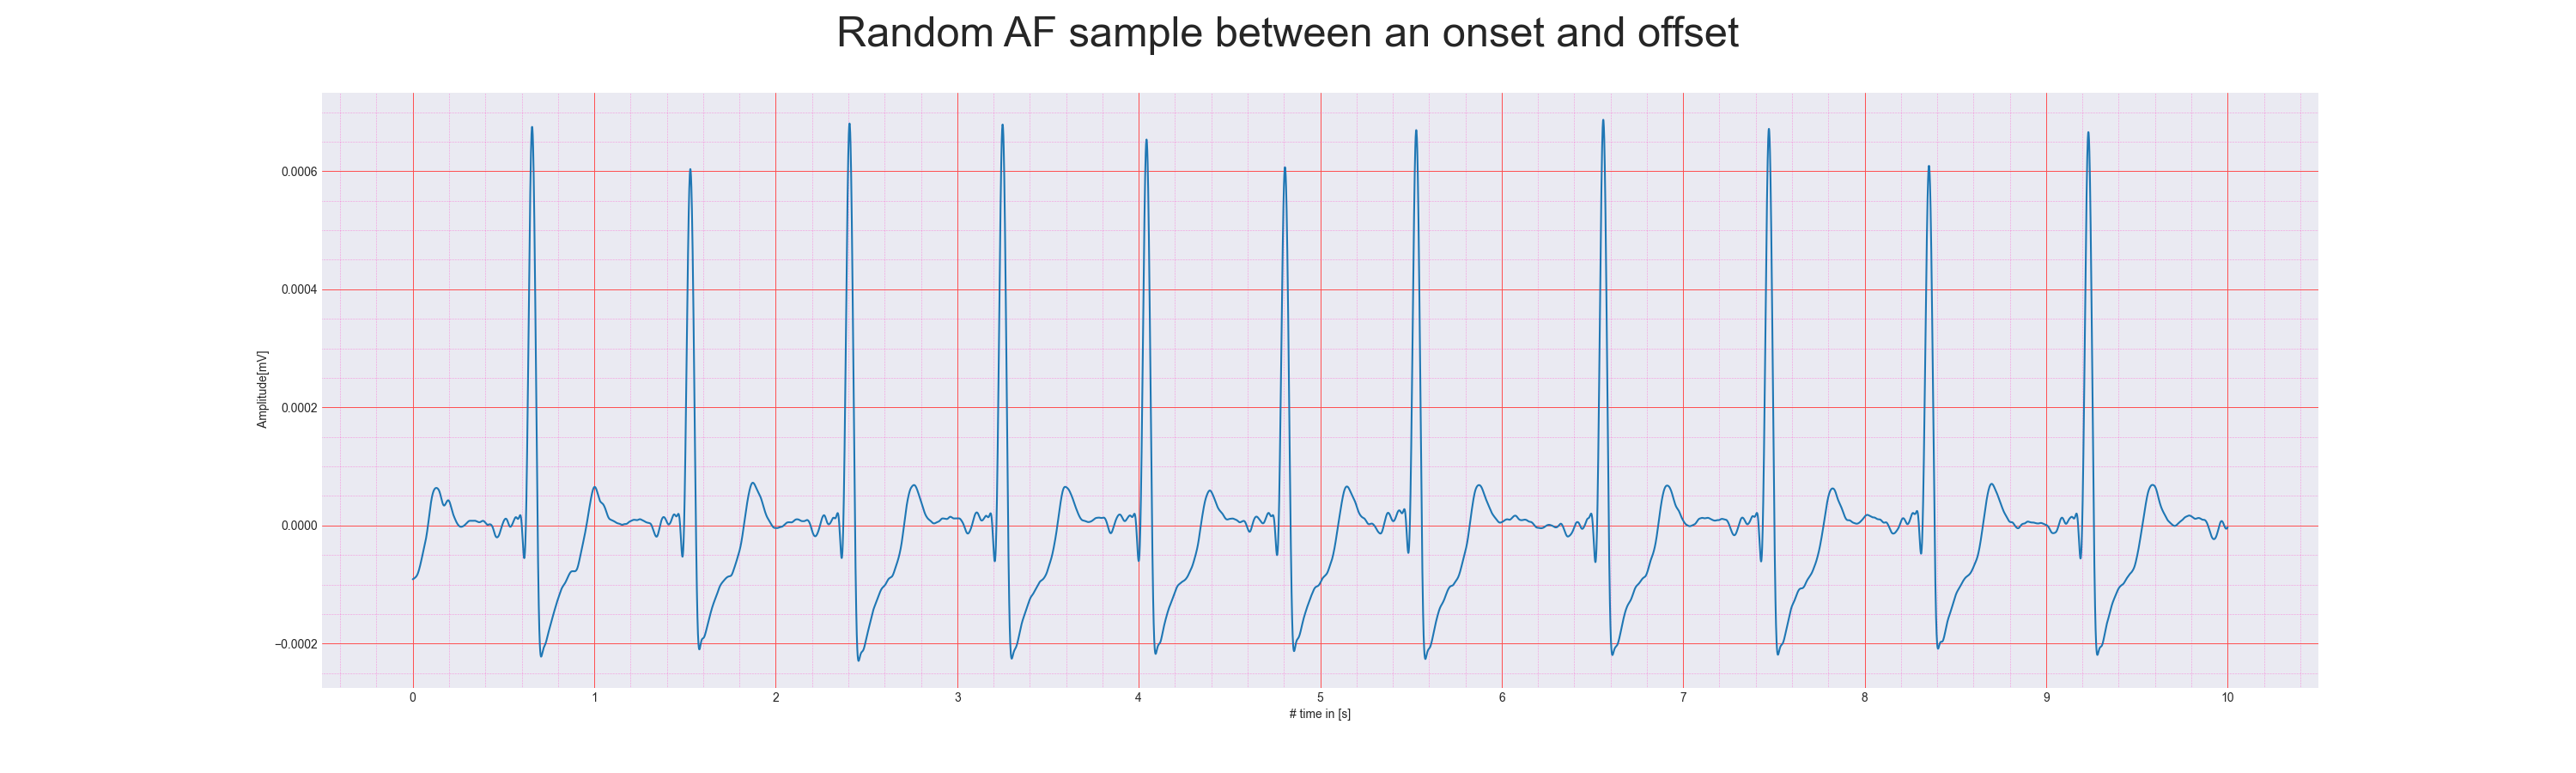 Random AF sample between an onset and offset
0.0006
0.0004
0.0002
0.0000
−0.0002
Amplitude[mV]
0 1 2 3 4 5 6 7 8 9 10
# time in [s]